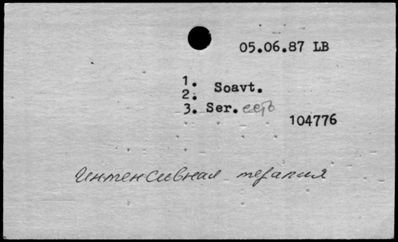 05.06.87 LB
1.
2. Soavt.
3. Ser. есть
104776
Интенсивная терапия